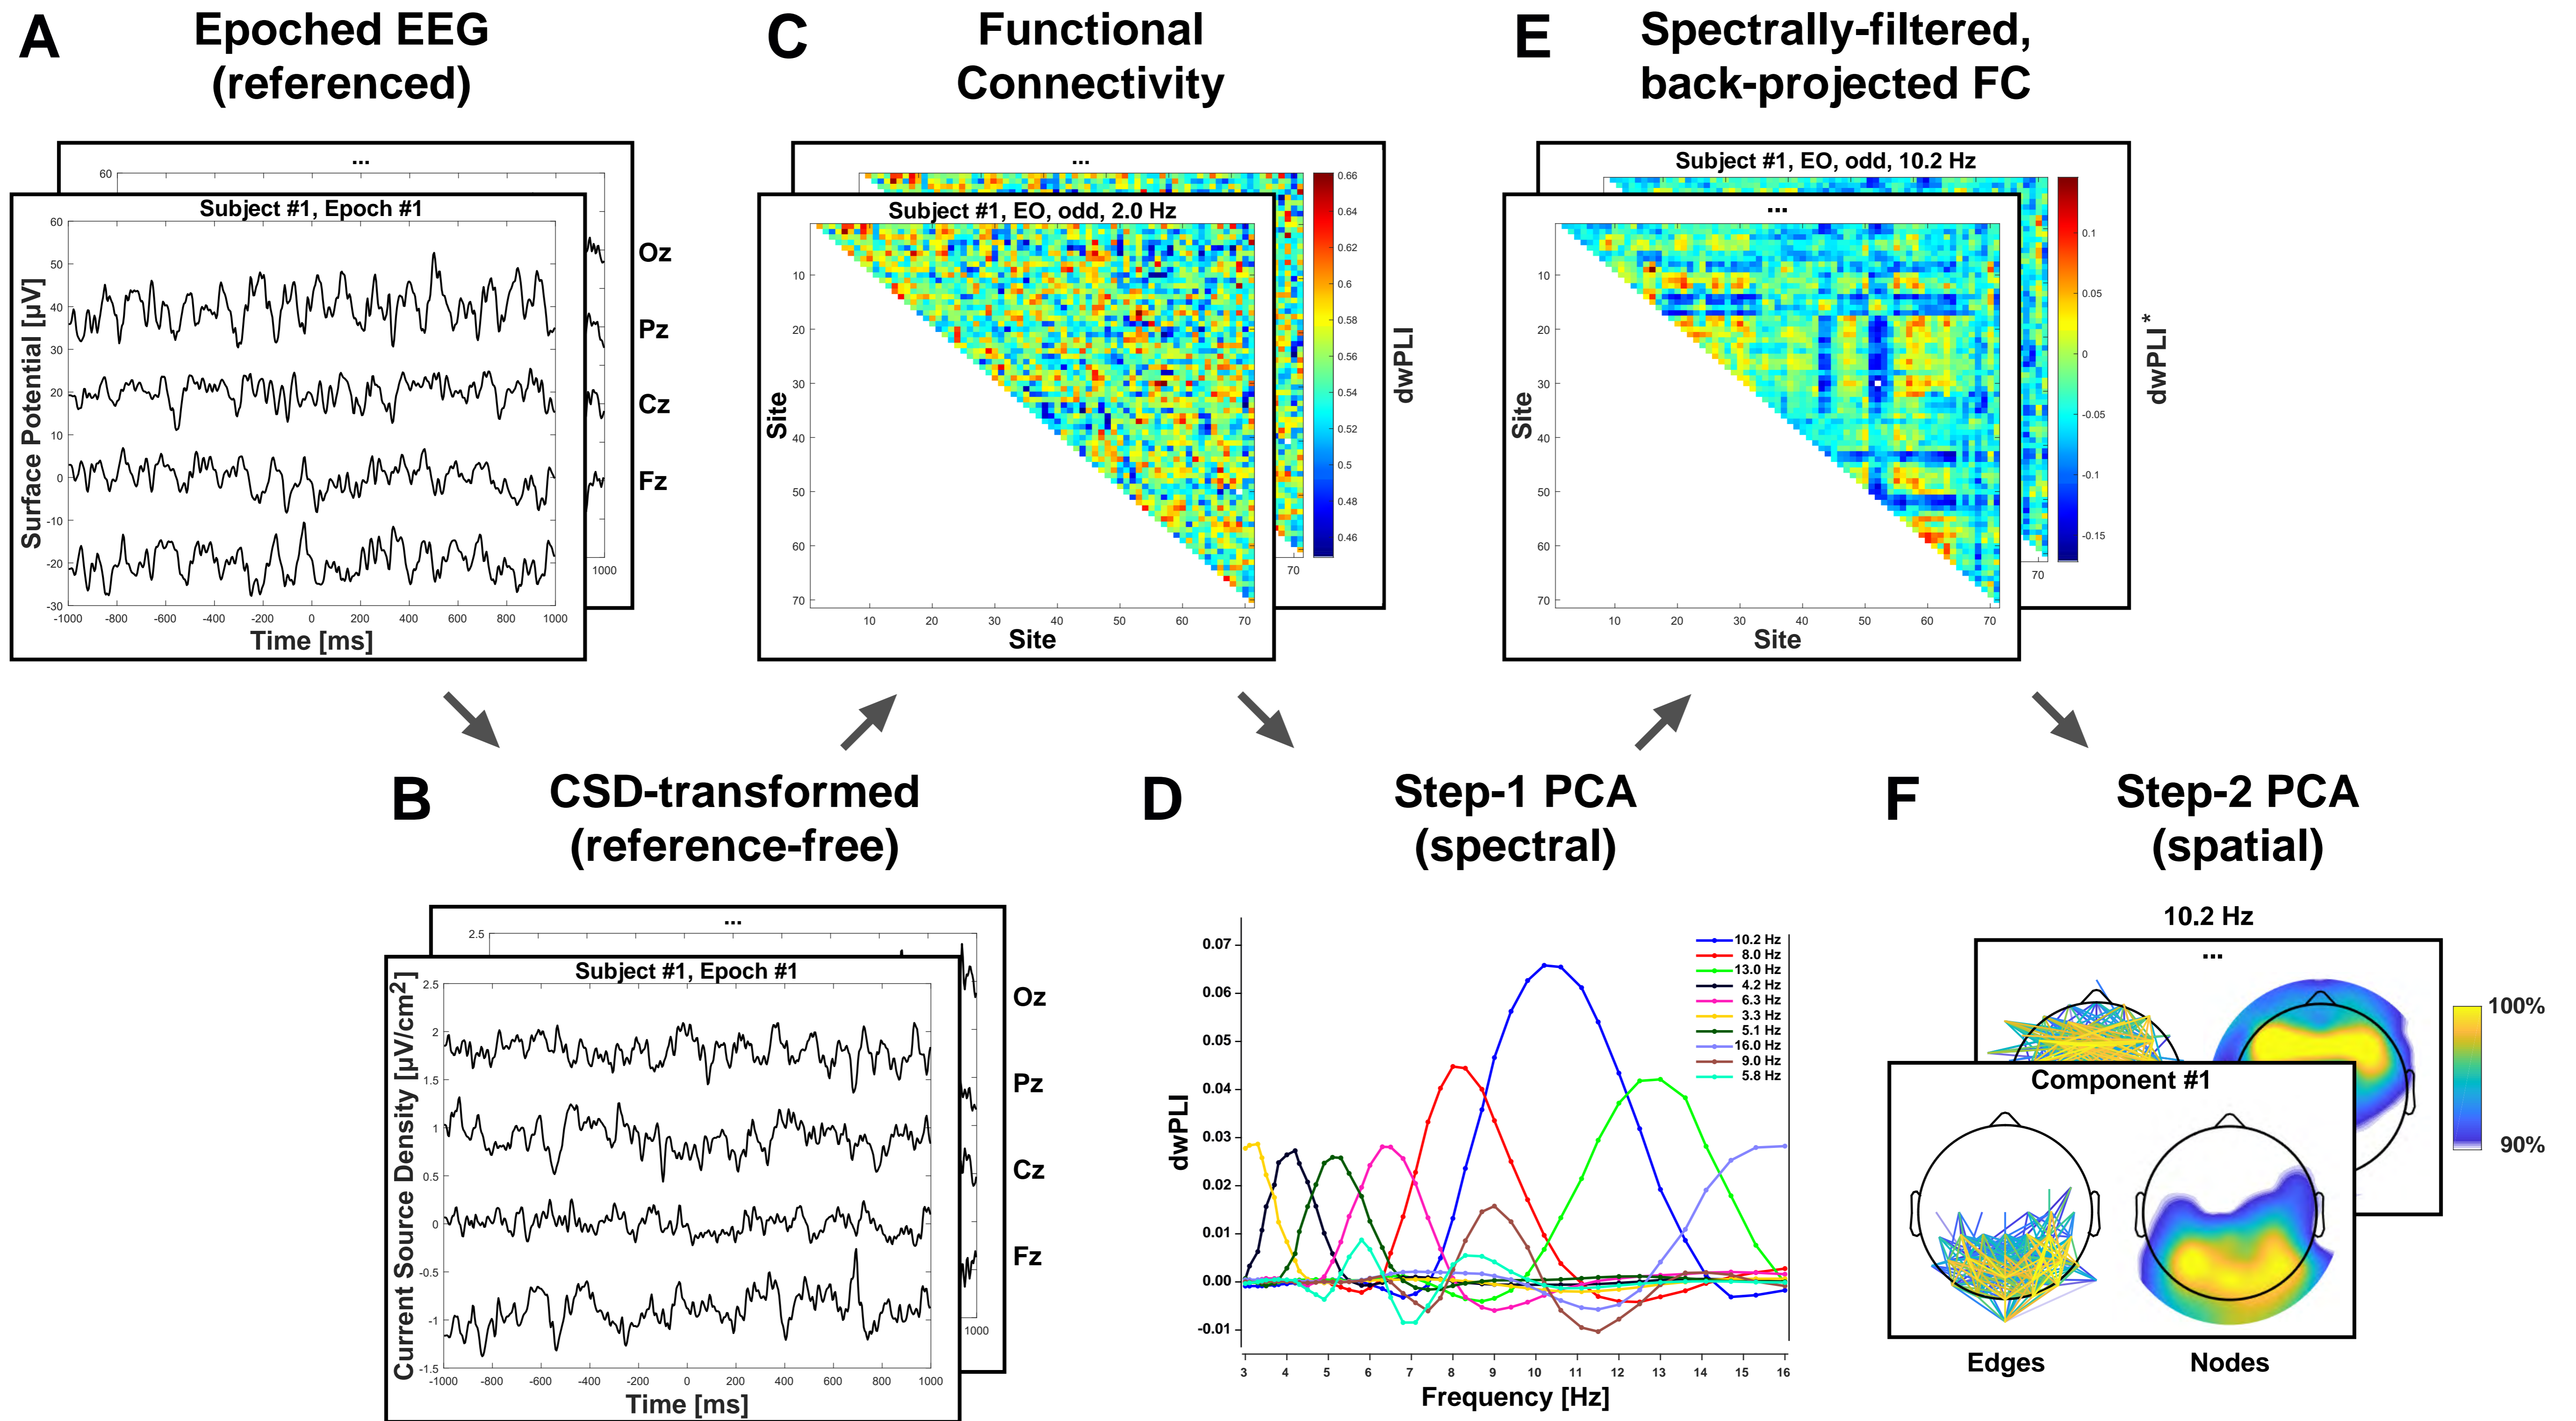 A
Epoched EEG
(referenced)
...
60
Subject #1, Epoch #1
60
50
40
30
20
10
0
-10
-20
-30
Surface Potential [µV]
-1000 -800 -600 -400 -200 0 200 400 600 800 1000
Time [ms]
1000
Oz
Pz
Cz
Fz
C
Functional
Connectivity
...
Subject #1, EO, odd, 2.0 Hz
10
20
30
40
50
60
70
Site
10 20 30 40 50 60 70
Site
70
0.66
0.64
0.62
0.6
0.58
0.56
0.54
0.52
0.5
0.48
0.46
dwPLI
E
Spectrally-filtered,
back-projected FC
Subject #1, EO, odd, 10.2 Hz
...
10
20
30
40
50
60
70
Site
10 20 30 40 50 60 70
Site
70
0.1
0.05
0
-0.05
-0.1
-0.15
dwPLI*
B
CSD-transformed
(reference-free)
...
2.5
Subject #1, Epoch #1
2.5
2
1.5
1
0.5
0
-0.5
-1
-1.5
Current Source Density [µV/cm²]
-1000 -800 -600 -400 -200 0 200 400 600 800 1000
Time [ms]
1000
Oz
Pz
Cz
Fz
D
Step-1 PCA
(spectral)
0.07
0.06
0.05
0.04
0.03
0.02
0.01
0.00
-0.01
dwPLI
10.2 Hz
8.0 Hz
13.0 Hz
4.2 Hz
6.3 Hz
3.3 Hz
5.1 Hz
16.0 Hz
9.0 Hz
5.8 Hz
3 4 5 6 7 8 9 10 11 12 13 14 15 16
Frequency [Hz]
F
Step-2 PCA
(spatial)
10.2 Hz
...
Component #1
100%
90%
Edges
Nodes